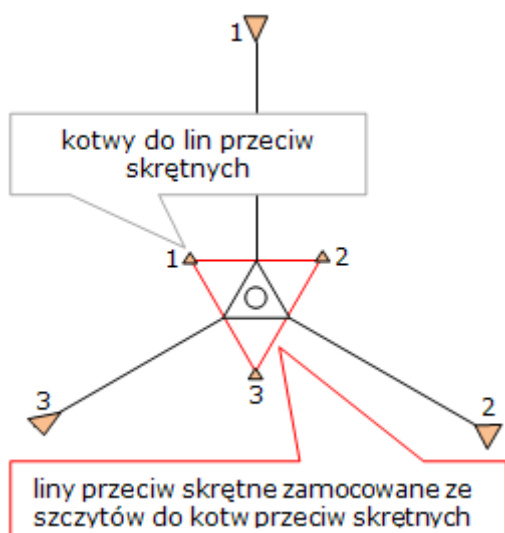 1
kotwy do lin przeciw
skrętnych
1
2
3
3
2
liny przeciw skrętne zamocowane ze
szczytów do kotw przeciw skrętnych